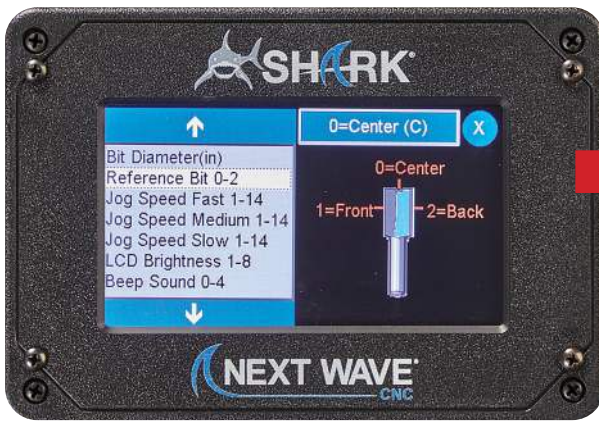 SHARK
0=Center (C)
X
Bit Diameter(in)
Reference Bit 0-2
Jog Speed Fast 1-14
Jog Speed Medium 1-14
Jog Speed Slow 1-14
LCD Brightness 1-8
Beep Sound 0-4
0=Center
1=Front
2=Back
NEXT WAVE
CNC